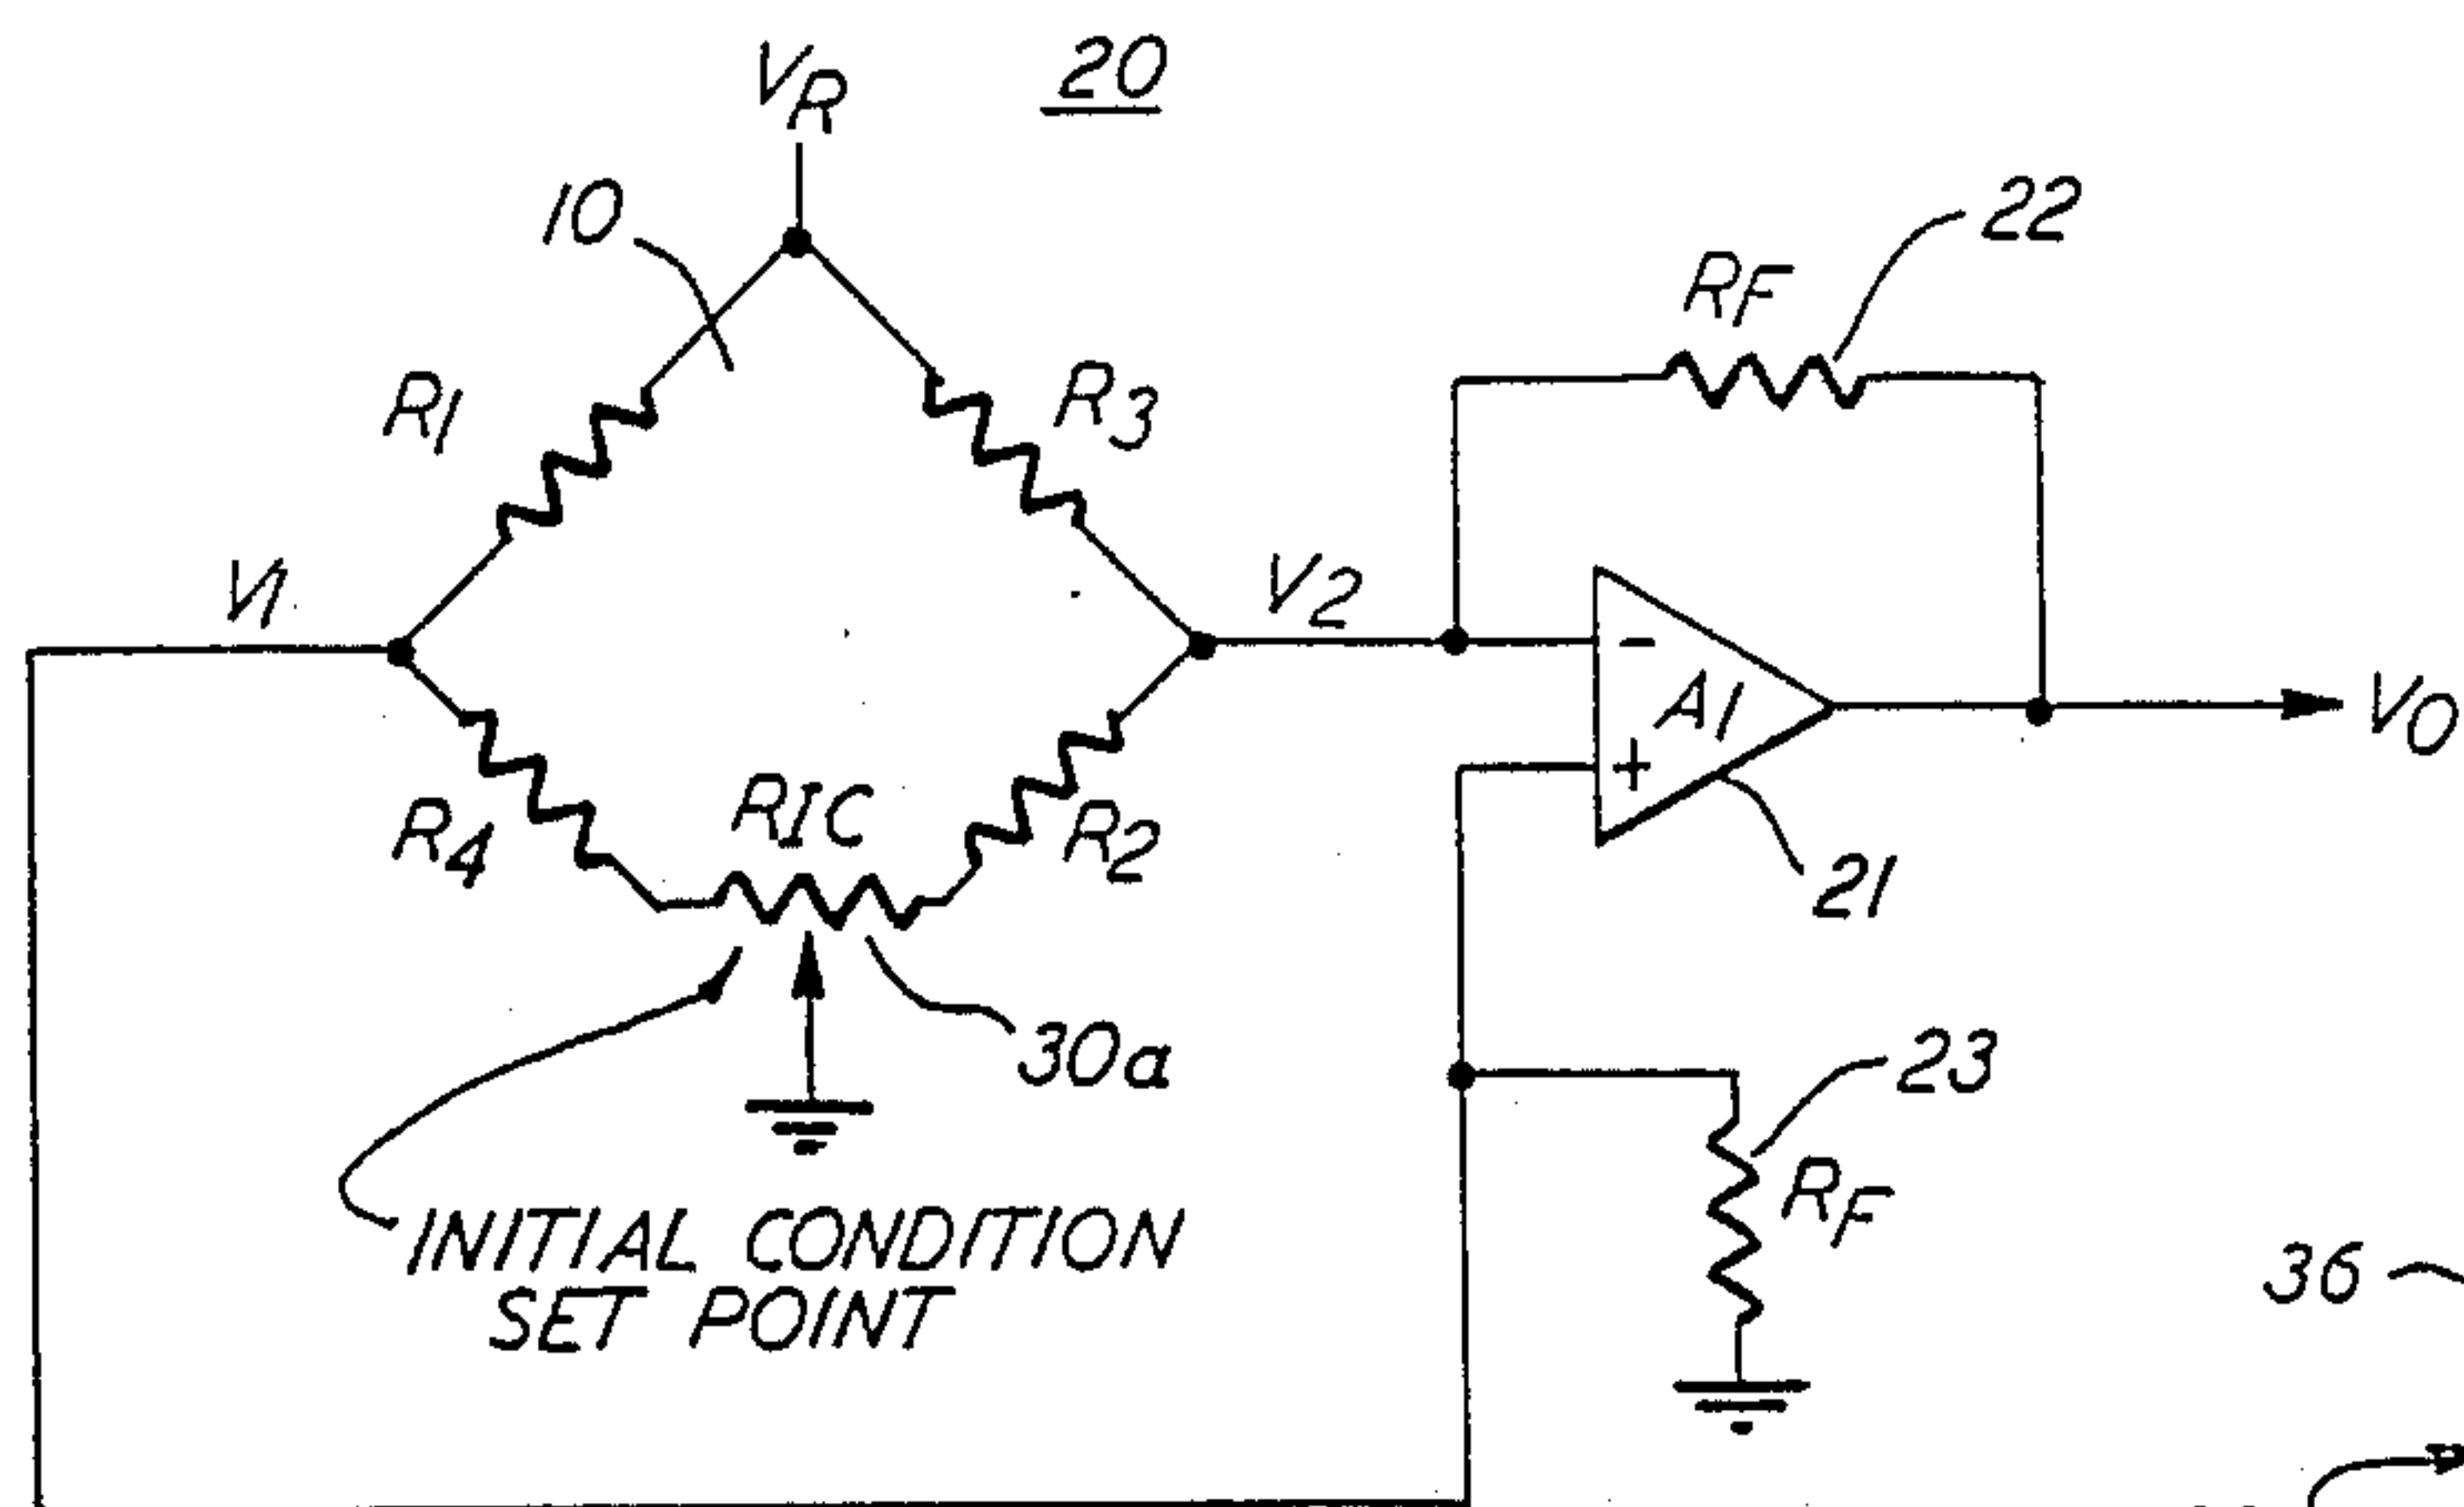 VR
20
10
22
RF
R1
R3
V1
V2
-
A1
+
VO
R4
RIC
R2
21
30a
23
RF
INITIAL CONDITION
SET POINT
36